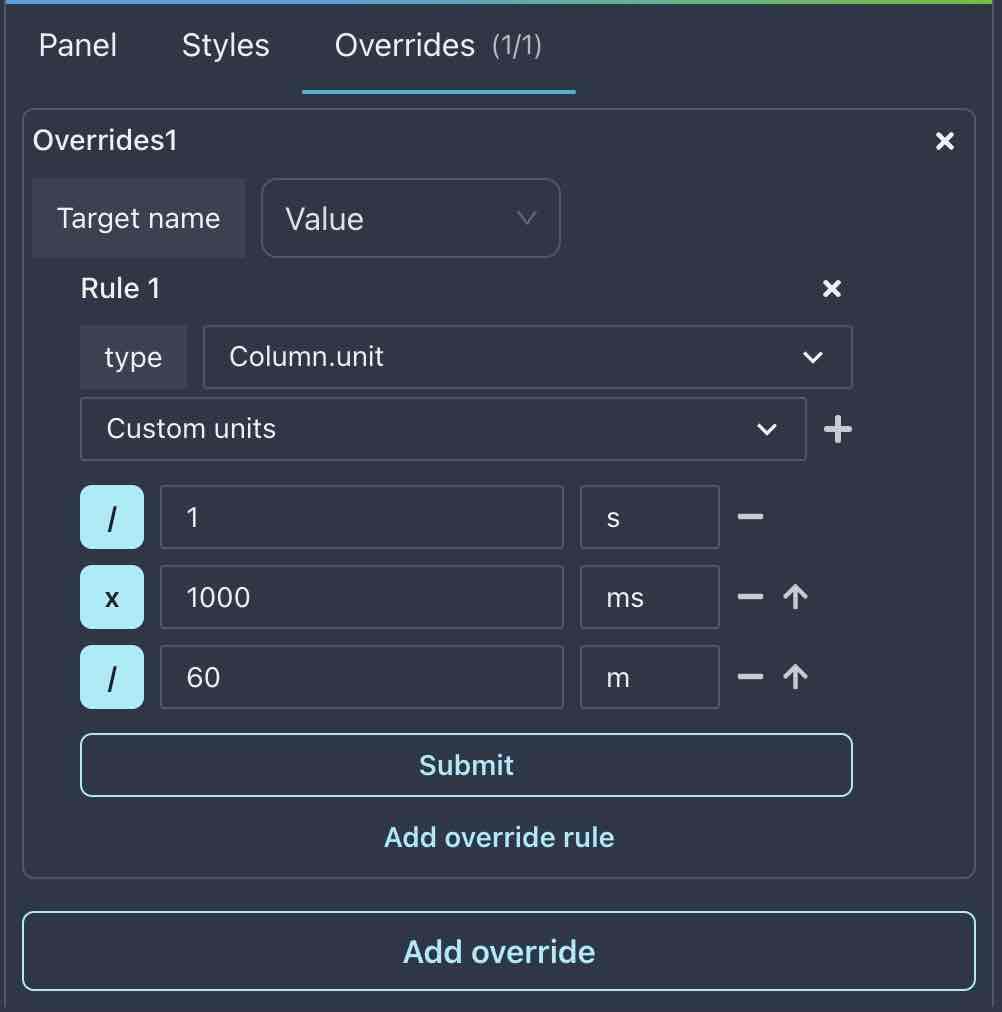 Panel Styles Overrides (1/1)
Overrides1
Target name Value
Rule 1
type Column.unit
Custom units
/ 1 s
x 1000 ms
/ 60 m
Submit
Add override rule
Add override